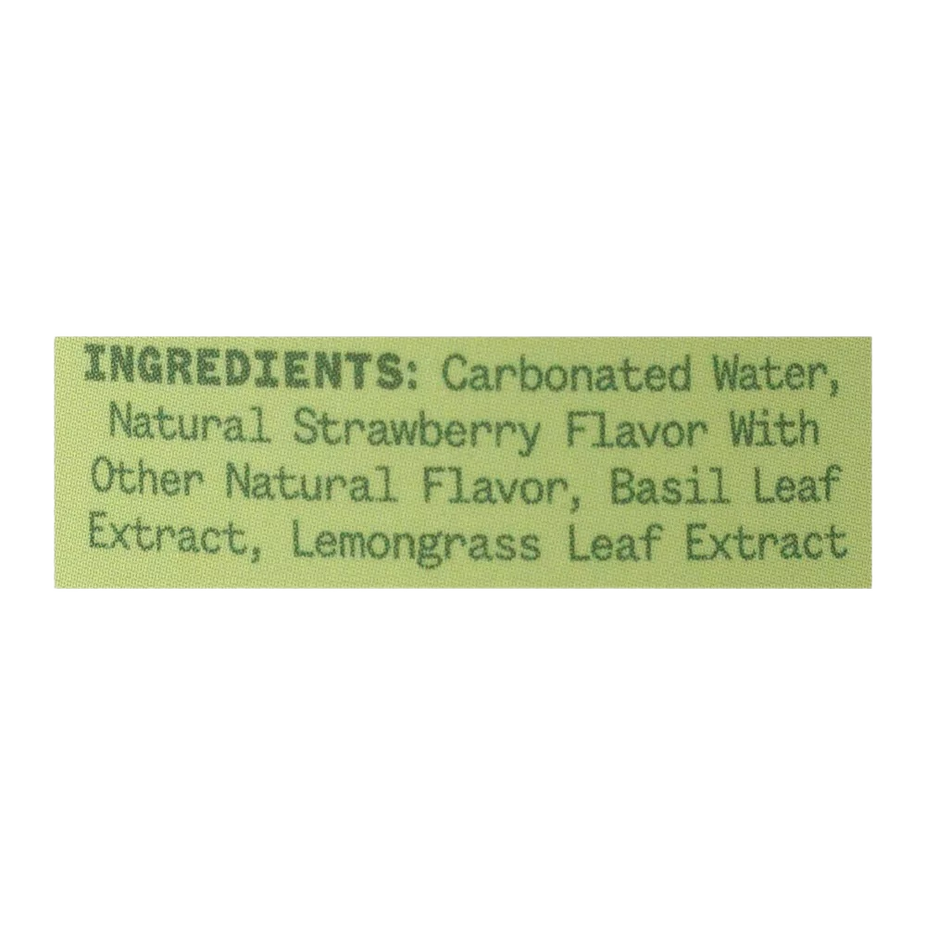 INGREDIENTS: Carbonated Water,
Natural Strawberry Flavor With
Other Natural Flavor, Basil Leaf
Extract, Lemongrass Leaf Extract